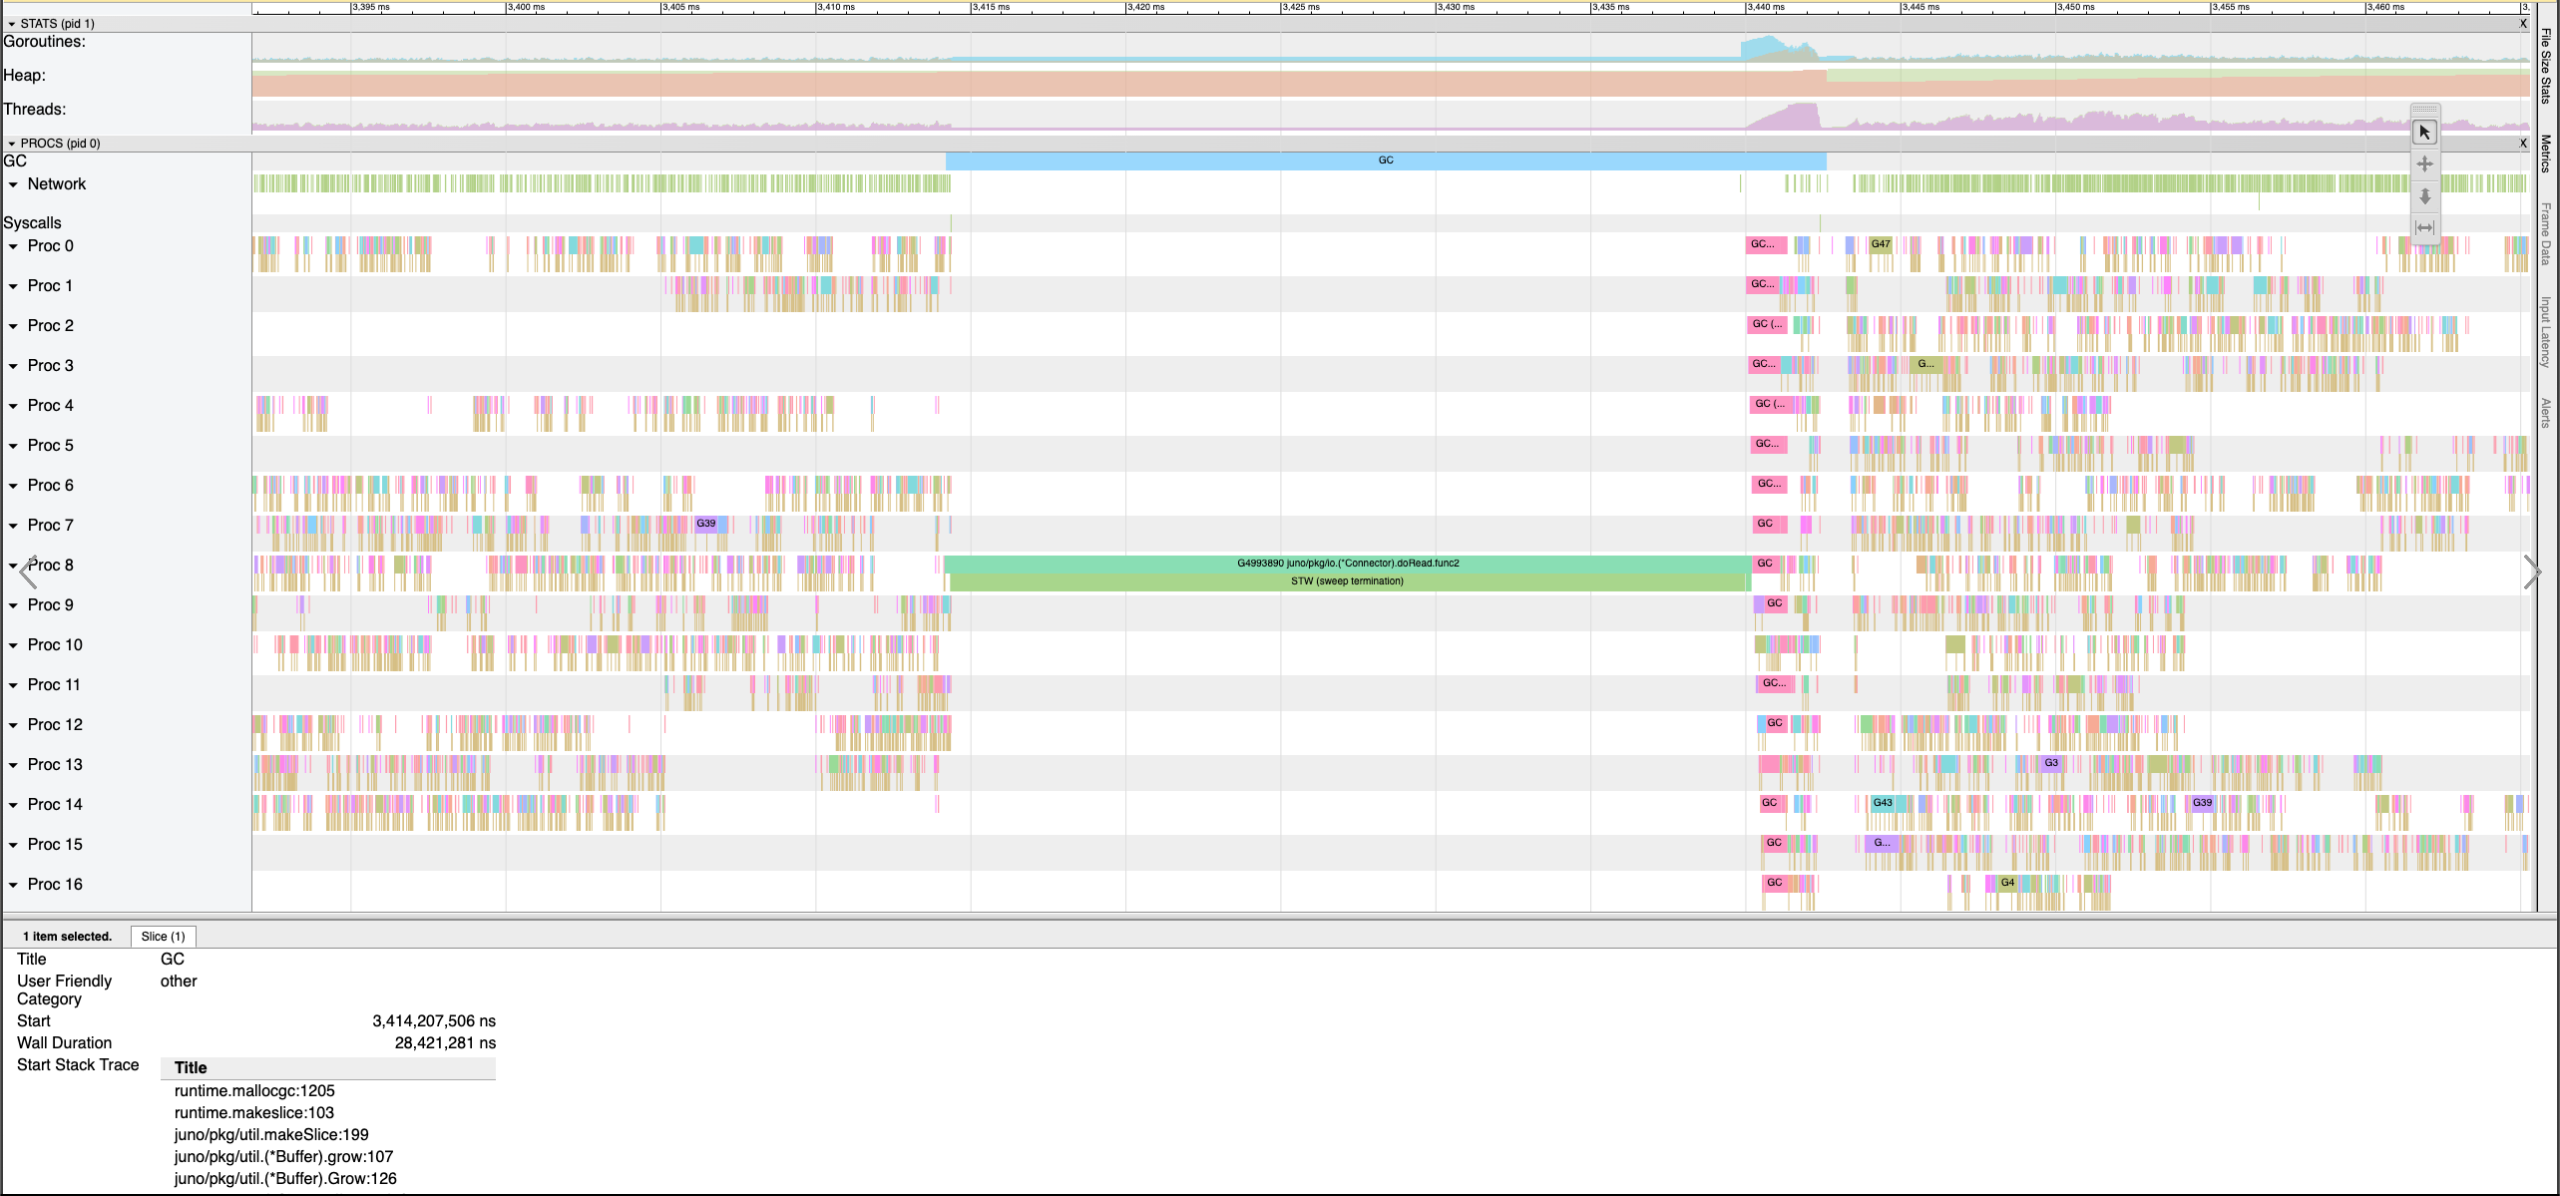 3,395 ms 3,400 ms 3,405 ms 3,410 ms 3,415 ms 3,420 ms 3,425 ms 3,430 ms 3,435 ms 3,440 ms 3,445 ms 3,450 ms 3,455 ms 3,460 ms 3,
STATS (pid 1) X
Goroutines:
Heap:
Threads:
PROCS (pid 0) X
GC GC
Network
Syscalls
Proc 0 GC... G47
Proc 1 GC...
Proc 2 GC (...
Proc 3 GC... G...
Proc 4 GC (...
Proc 5 GC...
Proc 6 GC...
Proc 7 G39 GC
Proc 8 G4993890 juno/pkg/io.(*Connector).doRead.func2 GC
STW (sweep termination)
Proc 9 GC
Proc 10
Proc 11 GC...
Proc 12 GC
Proc 13 G3
Proc 14 GC G43 G39
Proc 15 GC G...
Proc 16 GC G4
File Size Stats
Metrics
Frame Data
Input Latency
Alerts
1 item selected. Slice (1)
Title GC
User Friendly other
Category
Start 3,414,207,506 ns
Wall Duration 28,421,281 ns
Start Stack Trace Title
runtime.mallocgc:1205
runtime.makeslice:103
juno/pkg/util.makeSlice:199
juno/pkg/util.(*Buffer).grow:107
juno/pkg/util.(*Buffer).Grow:126